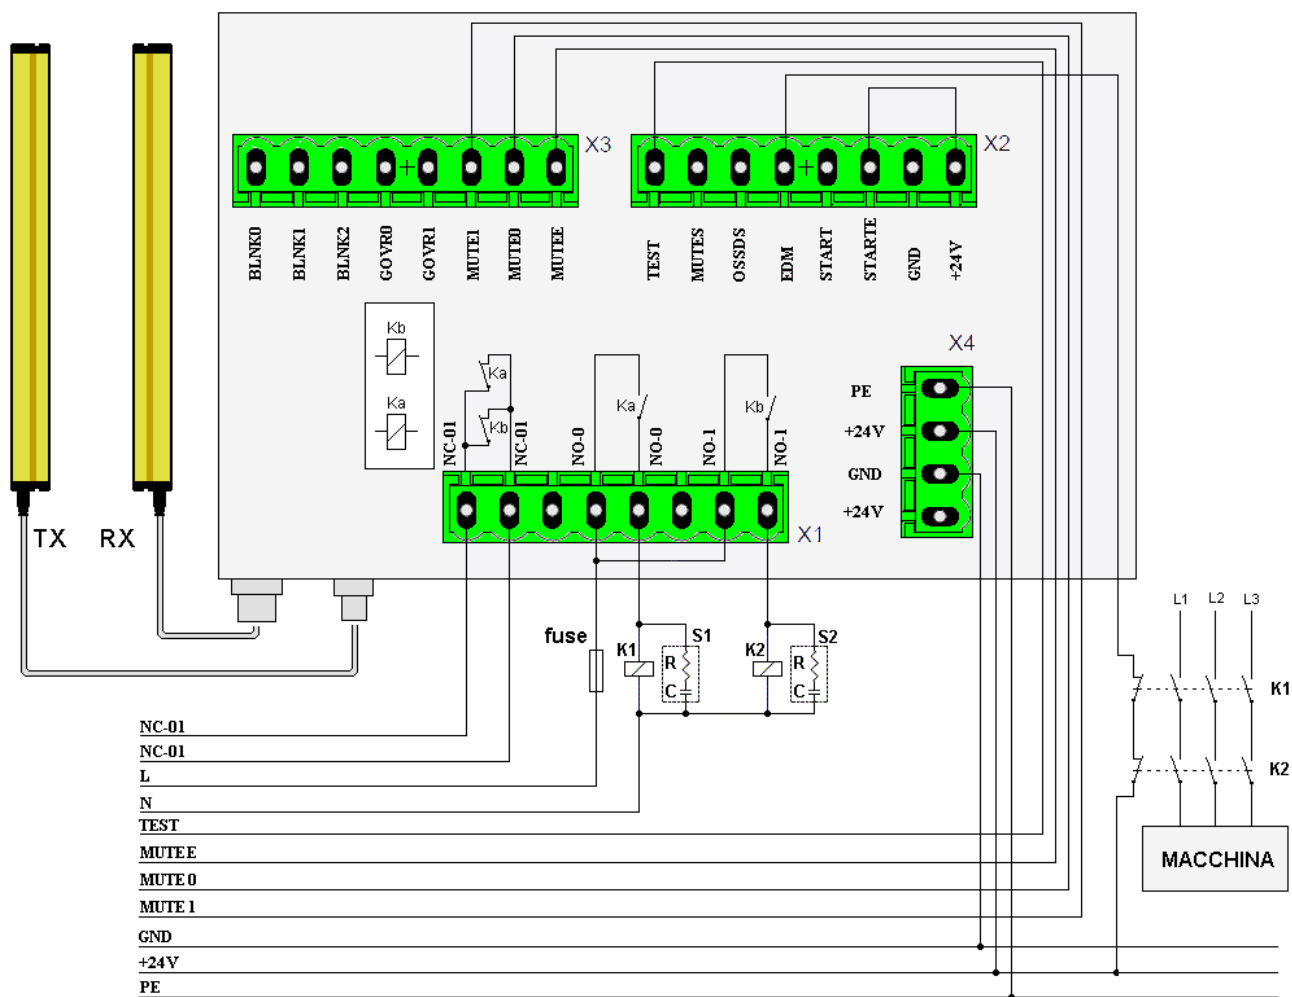 X3
X2
BLNK0
BLNK1
BLNK2
GOVR0
GOVR1
MUTE1
MUTE0
MUTEE
TEST
MUTES
OSSDS
EDM
START
STARTE
GND
+24V
Kb
Ka
Ka
Kb
Ka
Kb
NC-01
NC-01
NO-0
NO-0
NO-1
NO-1
X1
X4
PE
+24V
GND
+24V
TX
RX
fuse
K1
S1
R
C
K2
S2
R
C
L1
L2
L3
K1
K2
MACCHINA
NC-01
NC-01
L
N
TEST
MUTEE
MUTE 0
MUTE 1
GND
+24V
PE